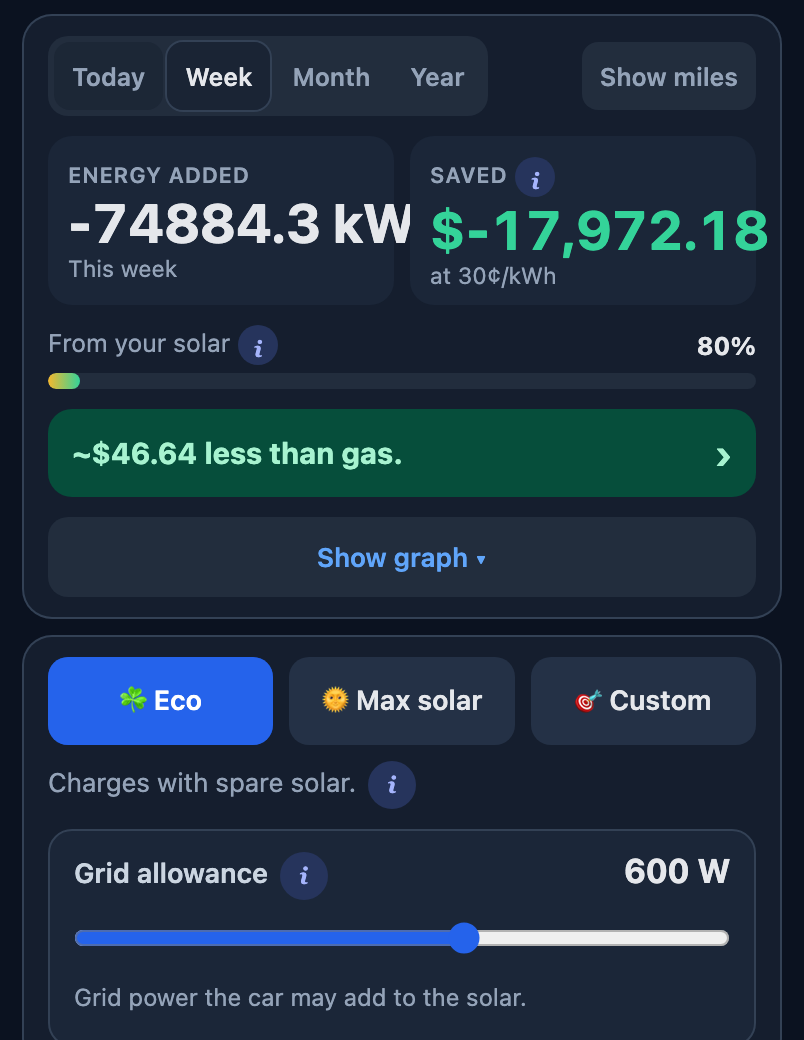 Today Week Month Year Show miles
ENERGY ADDED
-74884.3 kW
This week
SAVED i
$-17,972.18
at 30¢/kWh
From your solar i 80%
~$46.64 less than gas. ›
Show graph ▾
☘️ Eco 🌞 Max solar 🎯 Custom
Charges with spare solar. i
Grid allowance i 600 W
Grid power the car may add to the solar.